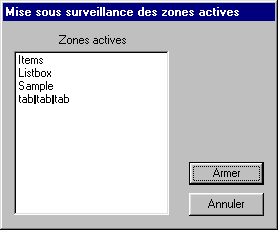 Mise sous surveillance des zones actives
Zones actives
Items
Listbox
Sample
tab|tab|tab
Armer
Annuler